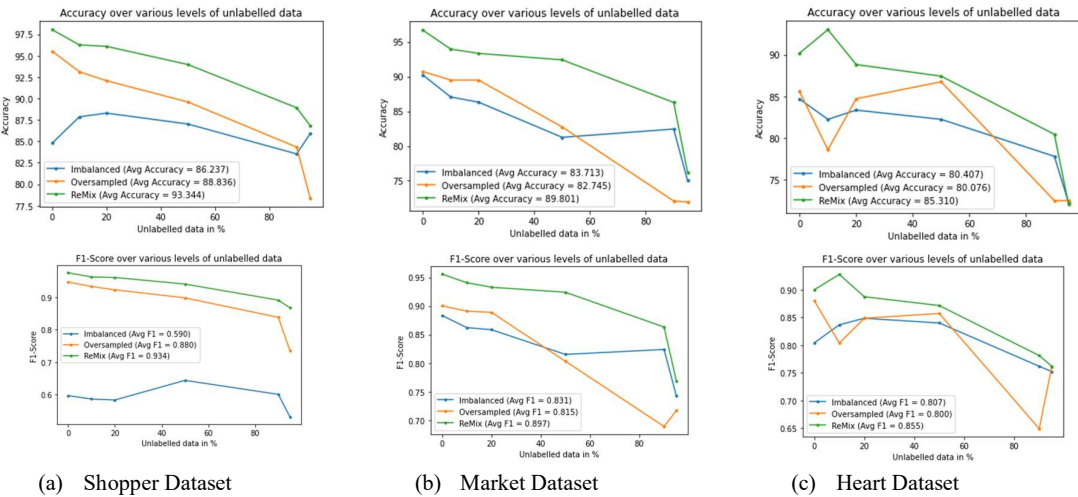 Accuracy over various levels of unlabelled data
97.5
95.0
92.5
90.0
87.5
85.0
82.5
80.0
77.5
Accuracy
Imbalanced (Avg Accuracy = 86.237)
Oversampled (Avg Accuracy = 88.836)
ReMix (Avg Accuracy = 93.344)
0 20 40 60 80
Unlabelled data in %
Accuracy over various levels of unlabelled data
95
90
85
80
75
Accuracy
Imbalanced (Avg Accuracy = 83.713)
Oversampled (Avg Accuracy = 82.745)
ReMix (Avg Accuracy = 89.801)
0 20 40 60 80
Unlabelled data in %
Accuracy over various levels of unlabelled data
90
85
80
75
Accuracy
Imbalanced (Avg Accuracy = 80.407)
Oversampled (Avg Accuracy = 80.076)
ReMix (Avg Accuracy = 85.310)
0 20 40 60 80
Unlabelled data in %
F1-Score over various levels of unlabelled data
0.9
0.8
0.7
0.6
F1-Score
Imbalanced (Avg F1 = 0.590)
Oversampled (Avg F1 = 0.880)
ReMix (Avg F1 = 0.934)
0 20 40 60 80
Unlabelled data in %
F1-Score over various levels of unlabelled data
0.95
0.90
0.85
0.80
0.75
0.70
F1-Score
Imbalanced (Avg F1 = 0.831)
Oversampled (Avg F1 = 0.815)
ReMix (Avg F1 = 0.897)
0 20 40 60 80
Unlabelled data in %
F1-Score over various levels of unlabelled data
0.90
0.85
0.80
0.75
0.70
0.65
F1-Score
Imbalanced (Avg F1 = 0.807)
Oversampled (Avg F1 = 0.800)
ReMix (Avg F1 = 0.855)
0 20 40 60 80
Unlabelled data in %
(a) Shopper Dataset
(b) Market Dataset
(c) Heart Dataset